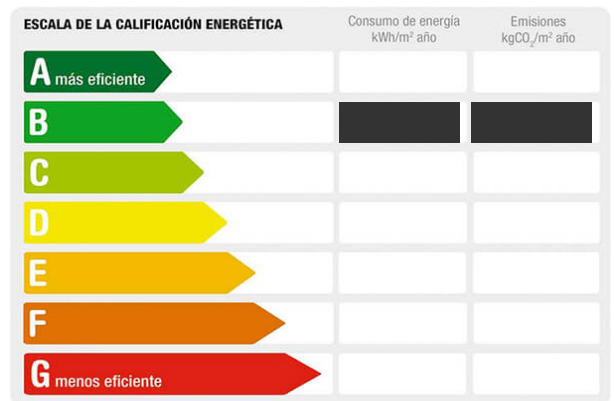 ESCALA DE LA CALIFICACIÓN ENERGÉTICA
Consumo de energía
kWh/m² año
Emisiones
kgCO₂/m² año
A más eficiente
B
C
D
E
F
G menos eficiente